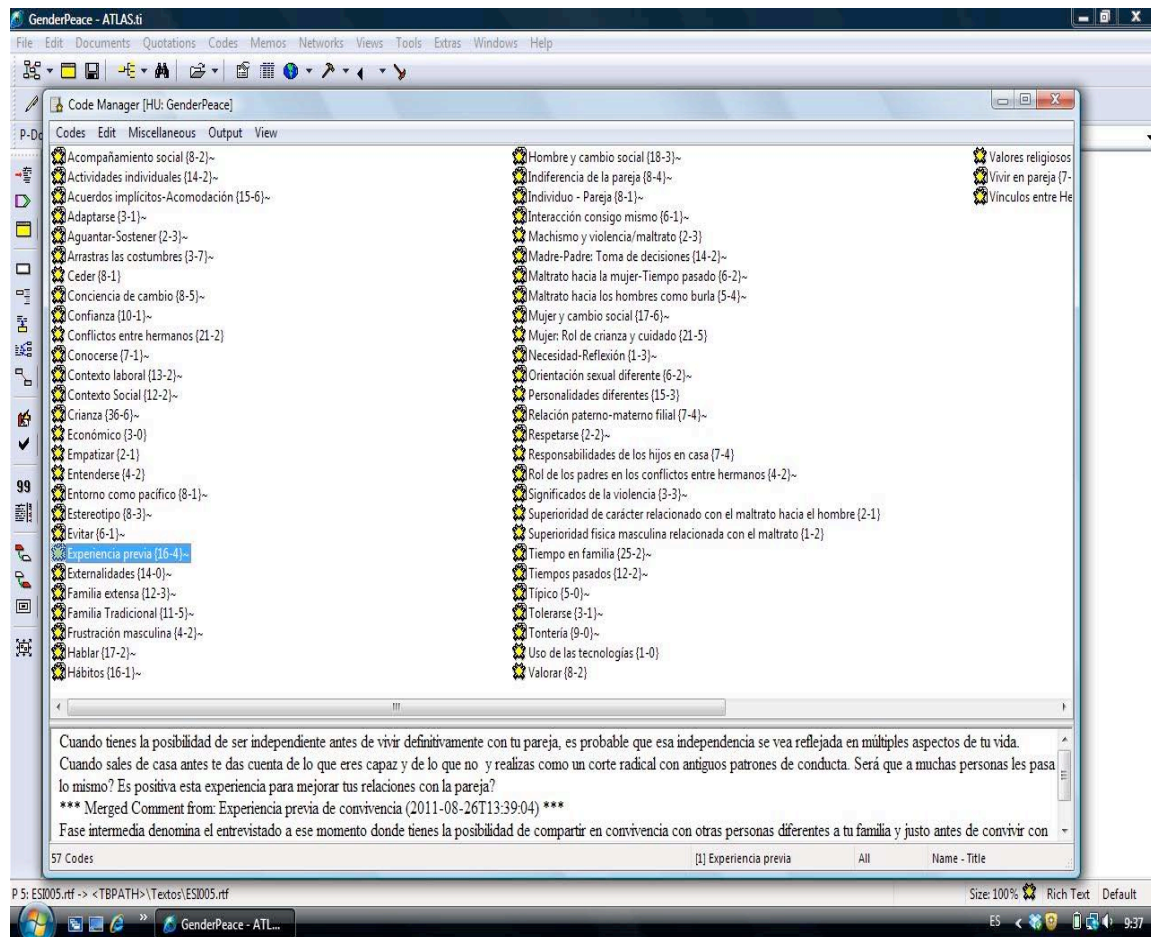 GenderPeace - ATLAS.ti
File Edit Documents Quotations Codes Memos Networks Views Tools Extras Windows Help
Code Manager [HU: GenderPeace]
P-Do
Codes Edit Miscellaneous Output View
Acompañamiento social {8-2}~
Actividades individuales {14-2}~
Acuerdos implícitos-Acomodación {15-6}~
Adaptarse {3-1}~
Aguantar-Sostener {2-3}~
Arrastras las costumbres {3-7}~
Ceder {8-1}
Conciencia de cambio {8-5}~
Confianza {10-1}~
Conflictos entre hermanos {21-2}
Conocerse {7-1}~
Contexto laboral {13-2}~
Contexto Social {12-2}~
Crianza {36-6}~
Económico {3-0}
Empatizar {2-1}
Entenderse {4-2}
Entorno como pacífico {8-1}~
Estereotipo {8-3}~
Evitar {6-1}~
Experiencia previa {16-4}~
Externalidades {14-0}~
Familia extensa {12-3}~
Familia Tradicional {11-5}~
Frustración masculina {4-2}~
Hablar {17-2}~
Hábitos {16-1}~
Hombre y cambio social {18-3}~
Indiferencia de la pareja {8-4}~
Individuo - Pareja {8-1}~
Interacción consigo mismo {6-1}~
Machismo y violencia/maltrato {2-3}
Madre-Padre: Toma de decisiones {14-2}~
Maltrato hacia la mujer-Tiempo pasado {6-2}~
Maltrato hacia los hombres como burla {5-4}~
Mujer y cambio social {17-6}~
Mujer: Rol de crianza y cuidado {21-5}
Necesidad-Reflexión {1-3}~
Orientación sexual diferente {6-2}~
Personalidades diferentes {15-3}
Relación paterno-materno filial {7-4}~
Respetarse {2-2}~
Responsabilidades de los hijos en casa {7-4}
Rol de los padres en los conflictos entre hermanos {4-2}~
Significados de la violencia {3-3}~
Superioridad de carácter relacionado con el maltrato hacia el hombre {2-1}
Superioridad física masculina relacionada con el maltrato {1-2}
Tiempo en familia {25-2}~
Tiempos pasados {12-2}~
Típico {5-0}~
Tolerarse {3-1}~
Tontería {9-0}~
Uso de las tecnologías {1-0}
Valorar {8-2}
Valores religiosos
Vivir en pareja {7-
Vínculos entre He
99
Cuando tienes la posibilidad de ser independiente antes de vivir definitivamente con tu pareja, es probable que esa independencia se vea reflejada en múltiples aspectos de tu vida.
Cuando sales de casa antes te das cuenta de lo que eres capaz y de lo que no y realizas como un corte radical con antiguos patrones de conducta. Será que a muchas personas les pasa
lo mismo? Es positiva esta experiencia para mejorar tus relaciones con la pareja?
*** Merged Comment from: Experiencia previa de convivencia (2011-08-26T13:39:04) ***
Fase intermedia denomina el entrevistado a ese momento donde tienes la posibilidad de compartir en convivencia con otras personas diferentes a tu familia y justo antes de convivir con
57 Codes [1] Experiencia previa All Name - Title
P 5: ESI005.rtf -> <TBPATH>\Textos\ESI005.rtf Size: 100% Rich Text Default
GenderPeace - ATL... ES 9:37